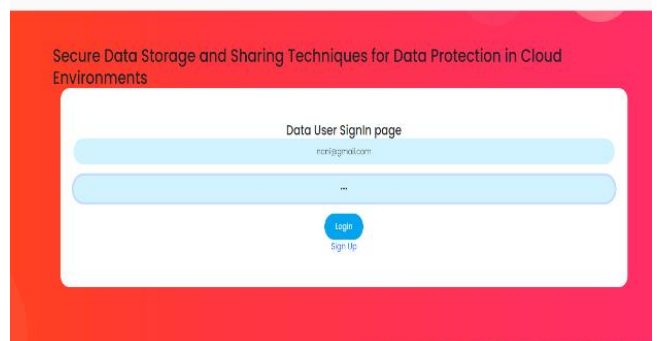 Secure Data Storage and Sharing Techniques for Data Protection in Cloud
Environments
Data User SignIn page
nani@gmail.com
•••
Login
Sign Up